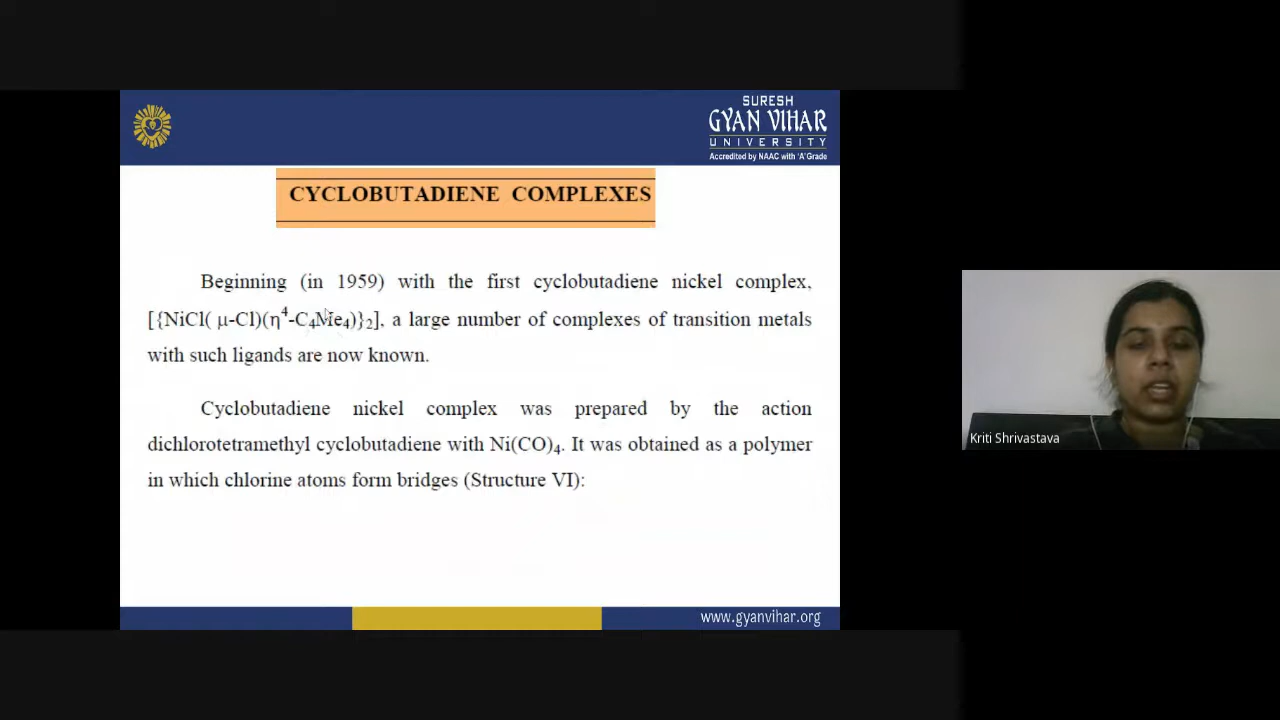 SURESH
GYAN VIHAR
UNIVERSITY
Accredited by NAAC with 'A' Grade
CYCLOBUTADIENE COMPLEXES
Beginning (in 1959) with the first cyclobutadiene nickel complex,
[{NiCl( μ-Cl)(η⁴-C₄Me₄)}₂], a large number of complexes of transition metals
with such ligands are now known.
Cyclobutadiene nickel complex was prepared by the action
dichlorotetramethyl cyclobutadiene with Ni(CO)₄. It was obtained as a polymer
in which chlorine atoms form bridges (Structure VI):
Kriti Shrivastava
www.gyanvihar.org